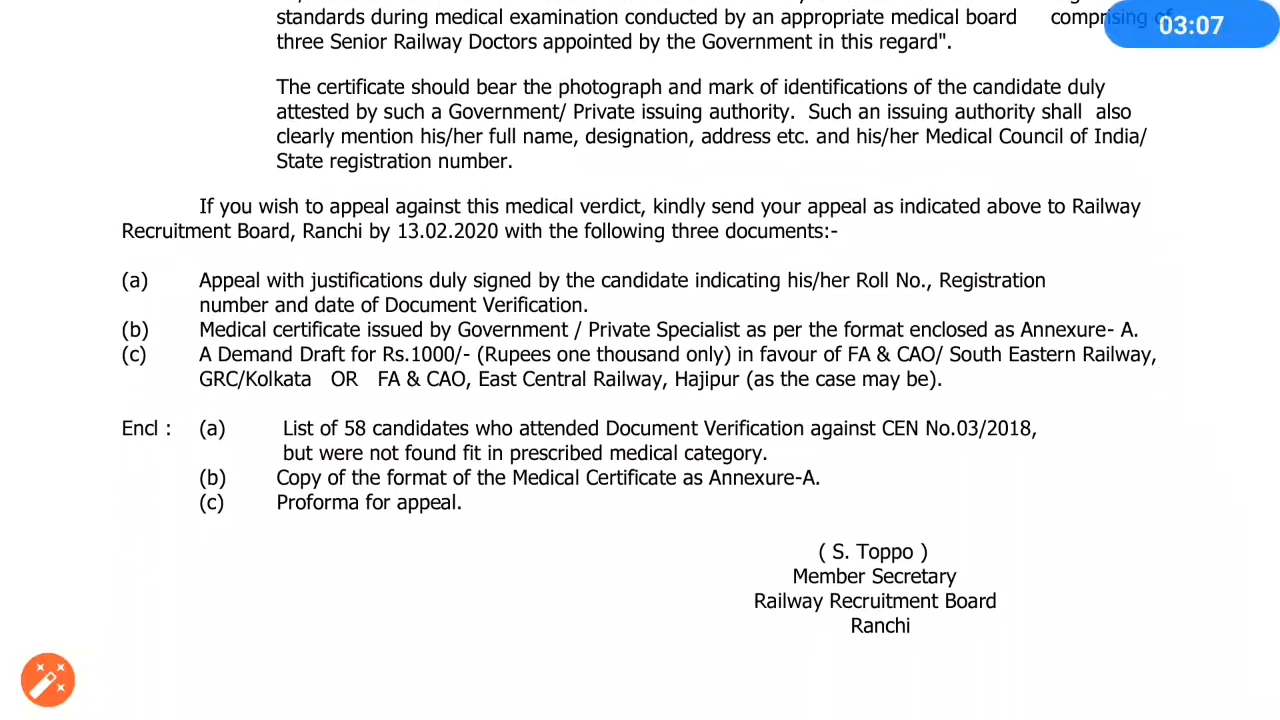 standards during medical examination conducted by an appropriate medical board comprising of
03:07
three Senior Railway Doctors appointed by the Government in this regard".
The certificate should bear the photograph and mark of identifications of the candidate duly
attested by such a Government/ Private issuing authority. Such an issuing authority shall also
clearly mention his/her full name, designation, address etc. and his/her Medical Council of India/
State registration number.
If you wish to appeal against this medical verdict, kindly send your appeal as indicated above to Railway
Recruitment Board, Ranchi by 13.02.2020 with the following three documents:-
(a) Appeal with justifications duly signed by the candidate indicating his/her Roll No., Registration
number and date of Document Verification.
(b) Medical certificate issued by Government / Private Specialist as per the format enclosed as Annexure- A.
(c) A Demand Draft for Rs.1000/- (Rupees one thousand only) in favour of FA & CAO/ South Eastern Railway,
GRC/Kolkata OR FA & CAO, East Central Railway, Hajipur (as the case may be).
Encl : (a) List of 58 candidates who attended Document Verification against CEN No.03/2018,
but were not found fit in prescribed medical category.
(b) Copy of the format of the Medical Certificate as Annexure-A.
(c) Proforma for appeal.
( S. Toppo )
Member Secretary
Railway Recruitment Board
Ranchi